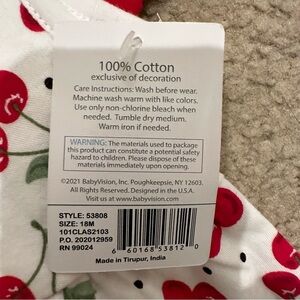 100% Cotton
exclusive of decoration
Care Instructions: Wash before wear.
Machine wash warm with like colors.
Use only non-chlorine bleach when
needed. Tumble dry medium.
Warm iron if needed.
WARNING: The materials used to package
this product can constitute a potential safety
hazard to children. Please dispose of these
materials immediately upon opening.
©2021 BabyVision, Inc. Poughkeepsie, NY 12603.
All Rights Reserved. Designed in the U.S.A.
Visit us at www.babyvision.com
STYLE: 53808
SIZE: 18M
101CLAS2103
P.O. 202012959
RN 99024
6 60168 53812 0
Made in Tirupur, India